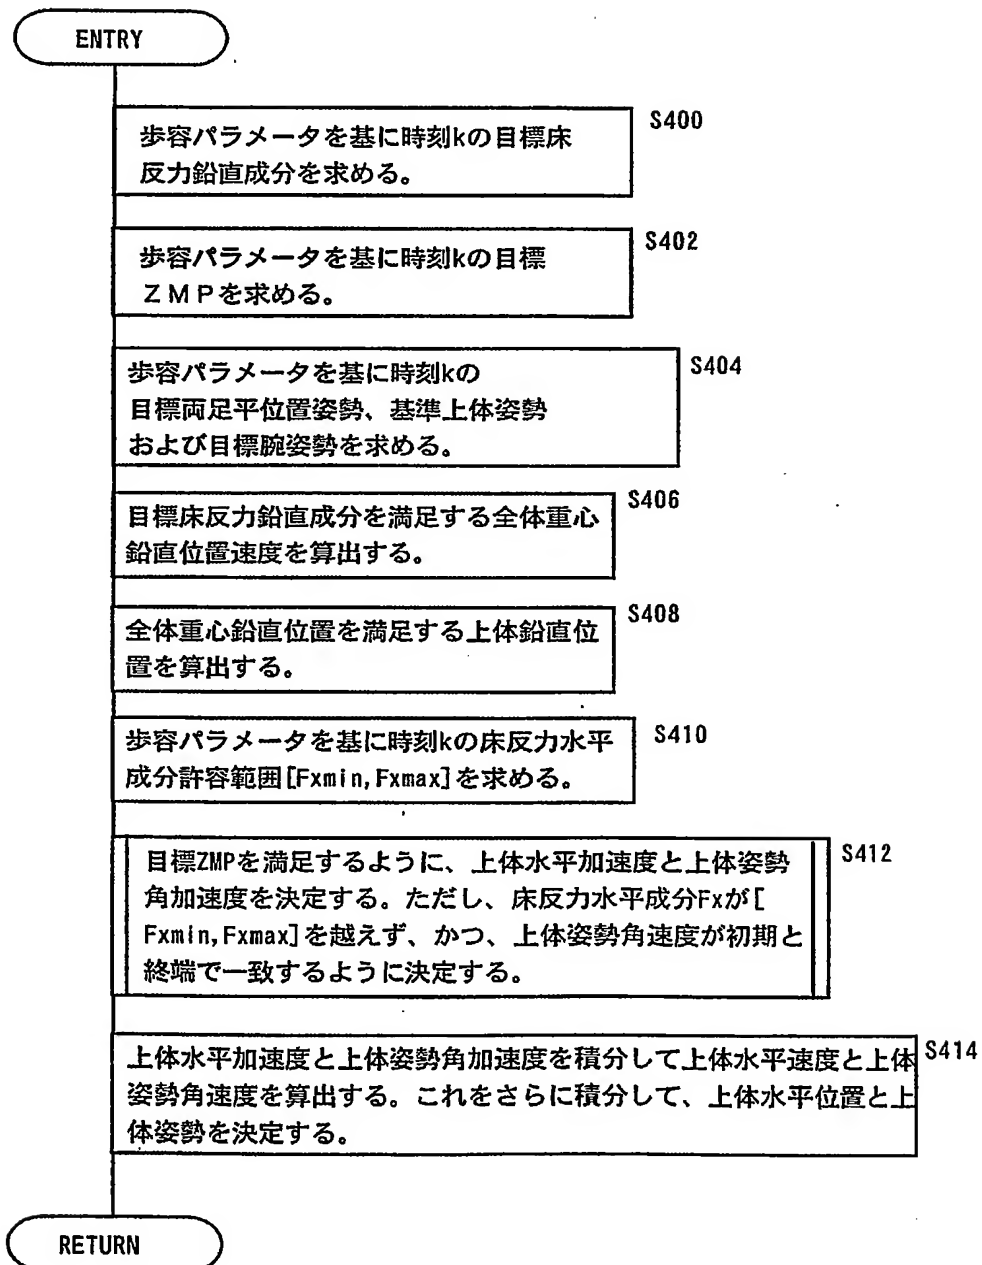 ENTRY
S400
歩容パラメータを基に時刻kの目標床
反力鉛直成分を求める。
S402
歩容パラメータを基に時刻kの目標
ＺＭＰを求める。
S404
歩容パラメータを基に時刻kの
目標両足平位置姿勢、基準上体姿勢
および目標腕姿勢を求める。
S406
目標床反力鉛直成分を満足する全体重心
鉛直位置速度を算出する。
S408
全体重心鉛直位置を満足する上体鉛直位
置を算出する。
S410
歩容パラメータを基に時刻kの床反力水平
成分許容範囲[Fxmin,Fxmax]を求める。
S412
目標ZMPを満足するように、上体水平加速度と上体姿勢
角加速度を決定する。ただし、床反力水平成分Fxが[
Fxmin,Fxmax]を越えず、かつ、上体姿勢角速度が初期と
終端で一致するように決定する。
S414
上体水平加速度と上体姿勢角加速度を積分して上体水平速度と上体
姿勢角速度を算出する。これをさらに積分して、上体水平位置と上
体姿勢を決定する。
RETURN